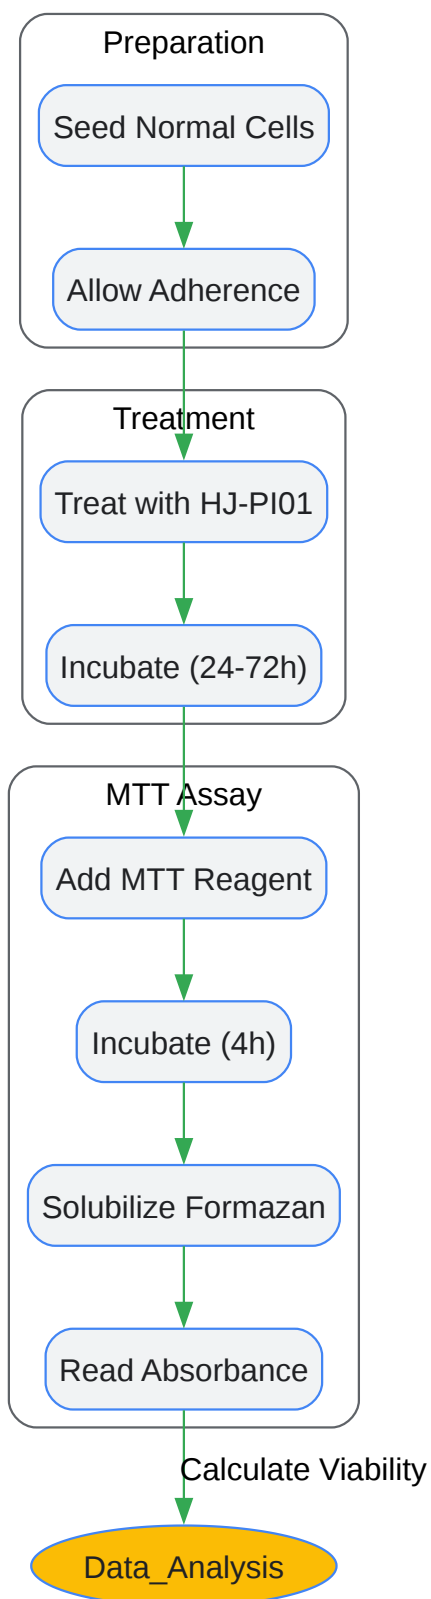 Preparation
Seed Normal Cells
Allow Adherence
Treatment
Treat with HJ-PI01
Incubate (24-72h)
MTT Assay
Add MTT Reagent
Incubate (4h)
Solubilize Formazan
Read Absorbance
Calculate Viability
Data_Analysis